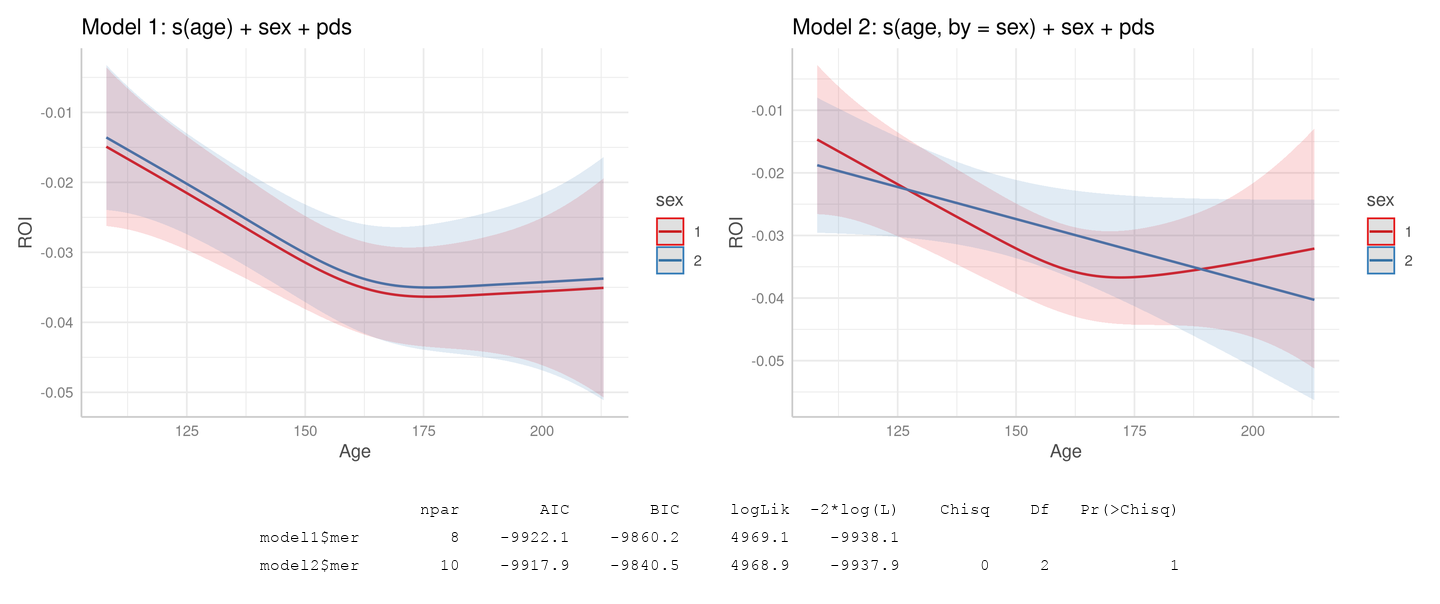 Model 1: s(age) + sex + pds
-0.01
-0.02
-0.03
-0.04
-0.05
ROI
125 150 175 200
Age
sex
1
2
Model 2: s(age, by = sex) + sex + pds
-0.01
-0.02
-0.03
-0.04
-0.05
ROI
125 150 175 200
Age
sex
1
2
npar AIC BIC logLik -2*log(L) Chisq Df Pr(>Chisq)
model1$mer 8 -9922.1 -9860.2 4969.1 -9938.1
model2$mer 10 -9917.9 -9840.5 4968.9 -9937.9 0 2 1